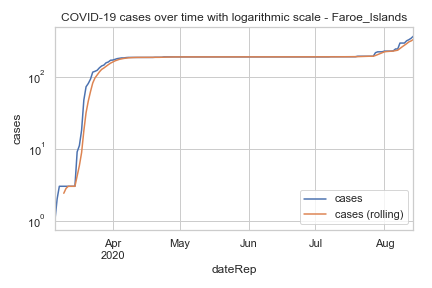 COVID-19 cases over time with logarithmic scale - Faroe_Islands
cases
10²
10¹
10⁰
Apr
2020
May
Jun
Jul
Aug
dateRep
cases
cases (rolling)